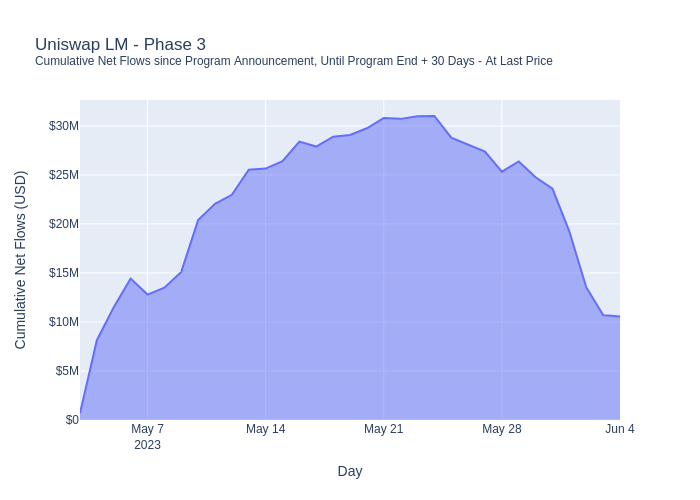 Uniswap LM - Phase 3
Cumulative Net Flows since Program Announcement, Until Program End + 30 Days - At Last Price
Cumulative Net Flows (USD)
$30M
$25M
$20M
$15M
$10M
$5M
$0
May 7
2023
May 14
May 21
May 28
Jun 4
Day